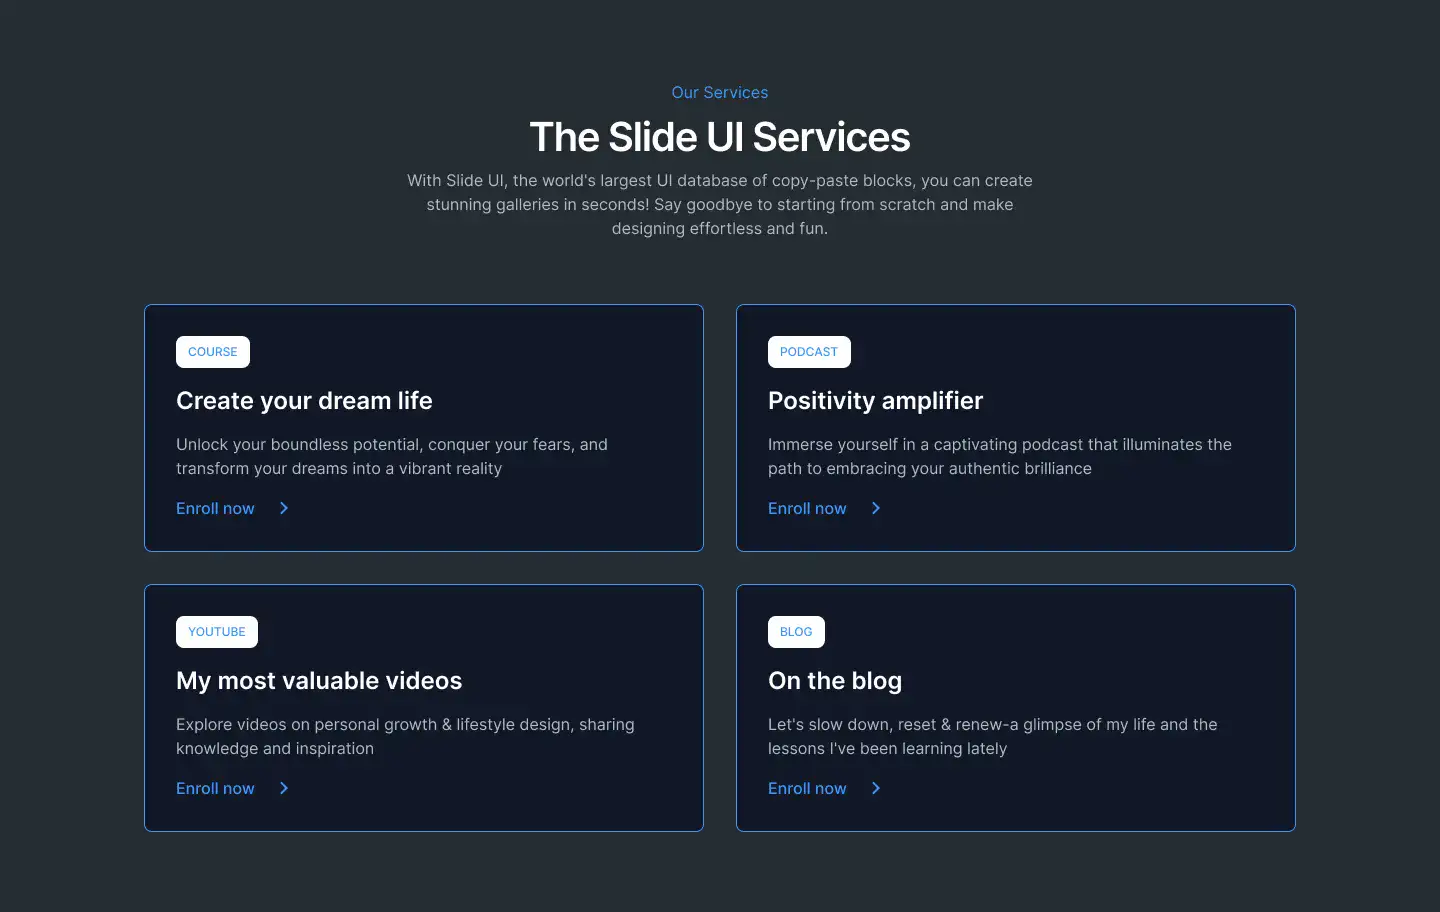 Our Services
The Slide UI Services
With Slide UI, the world's largest UI database of copy-paste blocks, you can create
stunning galleries in seconds! Say goodbye to starting from scratch and make
designing effortless and fun.
COURSE
Create your dream life
Unlock your boundless potential, conquer your fears, and
transform your dreams into a vibrant reality
Enroll now
PODCAST
Positivity amplifier
Immerse yourself in a captivating podcast that illuminates the
path to embracing your authentic brilliance
Enroll now
YOUTUBE
My most valuable videos
Explore videos on personal growth & lifestyle design, sharing
knowledge and inspiration
Enroll now
BLOG
On the blog
Let's slow down, reset & renew-a glimpse of my life and the
lessons I've been learning lately
Enroll now